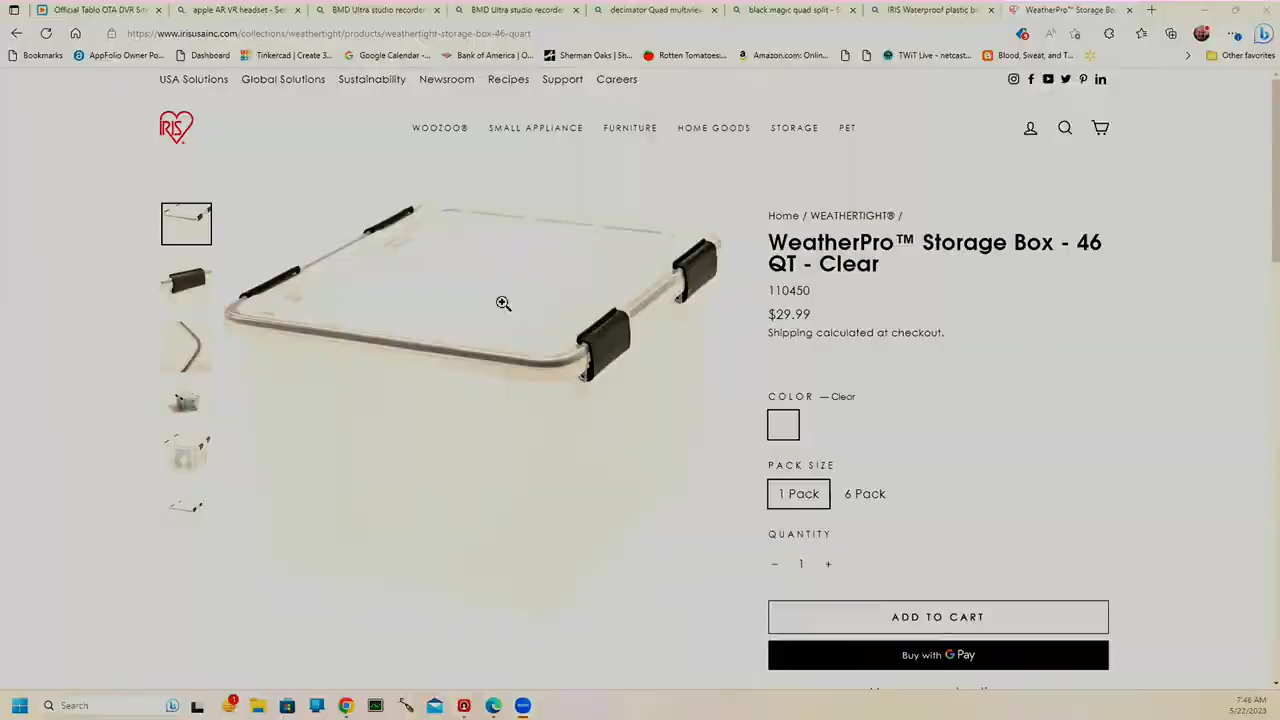 Official Tablo OTA DVR Sit
apple AR VR headset - Se
BMD Ultra studio recorder
BMD Ultra studio recorder
decimator Quad multivie
black magic quad split - S
IRIS Waterproof plastic b
WeatherPro™ Storage Bo
https://www.irisusainc.com/collections/weathertight/products/weathertight-storage-box-46-quart
Bookmarks
AppFolio Owner Po...
Dashboard
Tinkercad | Create 3...
Google Calendar -...
Bank of America | O...
Sherman Oaks | Sh...
Rotten Tomatoes:...
Amazon.com: Onlin...
TWiT Live - netcast...
Blood, Sweat, and T...
Other favorites
USA Solutions Global Solutions Sustainability Newsroom Recipes Support Careers
IRIS
WOOZOO® SMALL APPLIANCE FURNITURE HOME GOODS STORAGE PET
Home / WEATHERTIGHT® /
WeatherPro™ Storage Box - 46
QT - Clear
110450
$29.99
Shipping calculated at checkout.
COLOR — Clear
PACK SIZE
1 Pack 6 Pack
QUANTITY
− 1 +
ADD TO CART
Buy with G Pay
Search
7:46 AM
5/22/2023